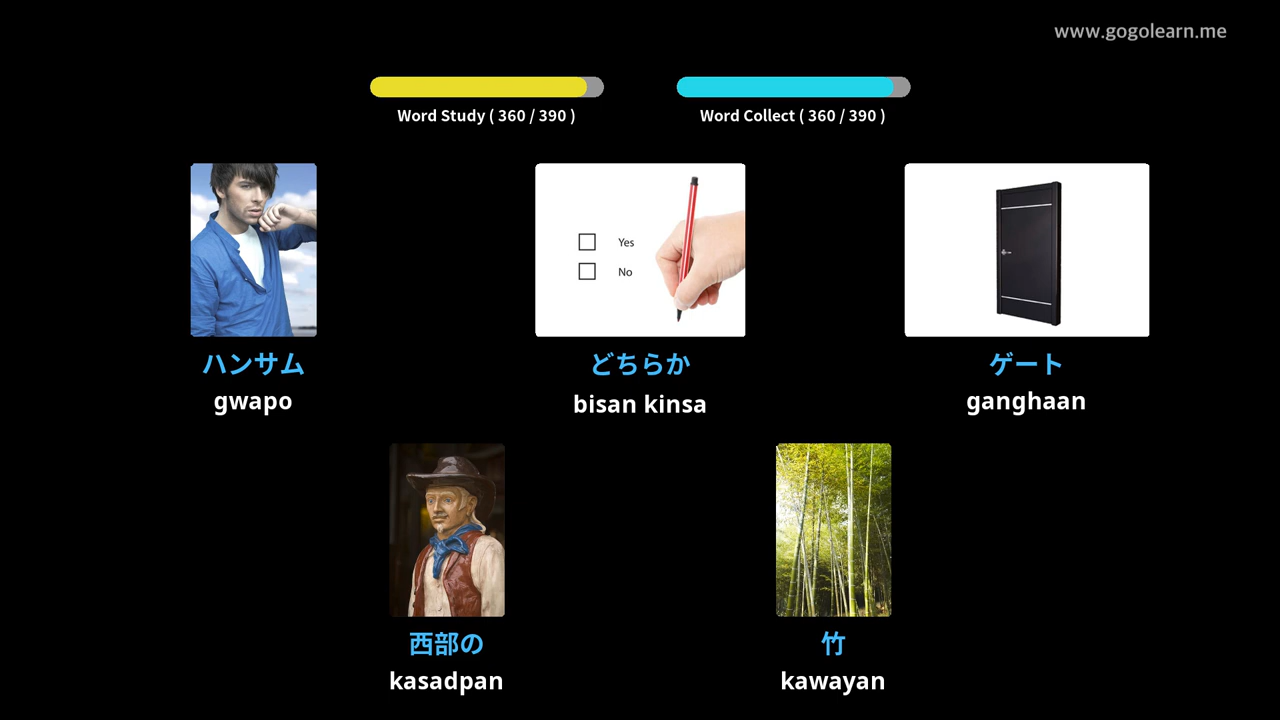 www.gogolearn.me
Word Study ( 360 / 390 )
Word Collect ( 360 / 390 )
Yes
No
ハンサム
gwapo
どちらか
bisan kinsa
ゲート
ganghaan
西部の
kasadpan
竹
kawayan